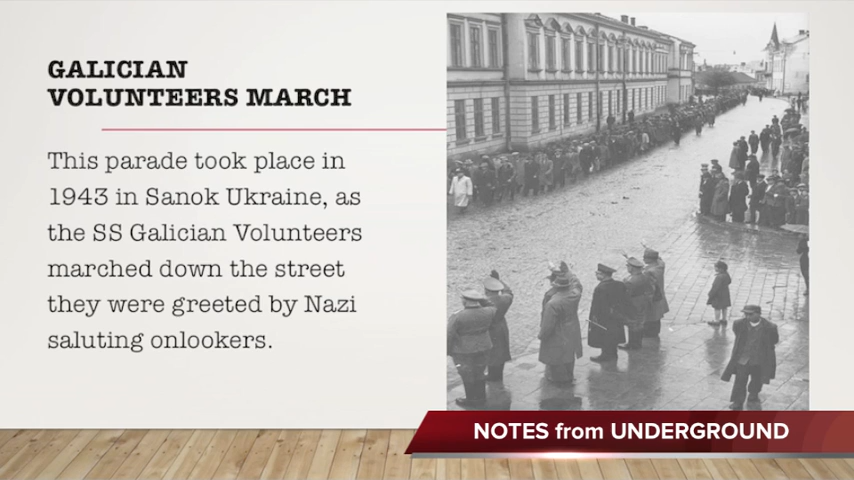 GALICIAN
VOLUNTEERS MARCH
This parade took place in
1943 in Sanok Ukraine, as
the SS Galician Volunteers
marched down the street
they were greeted by Nazi
saluting onlookers.
NOTES from UNDERGROUND